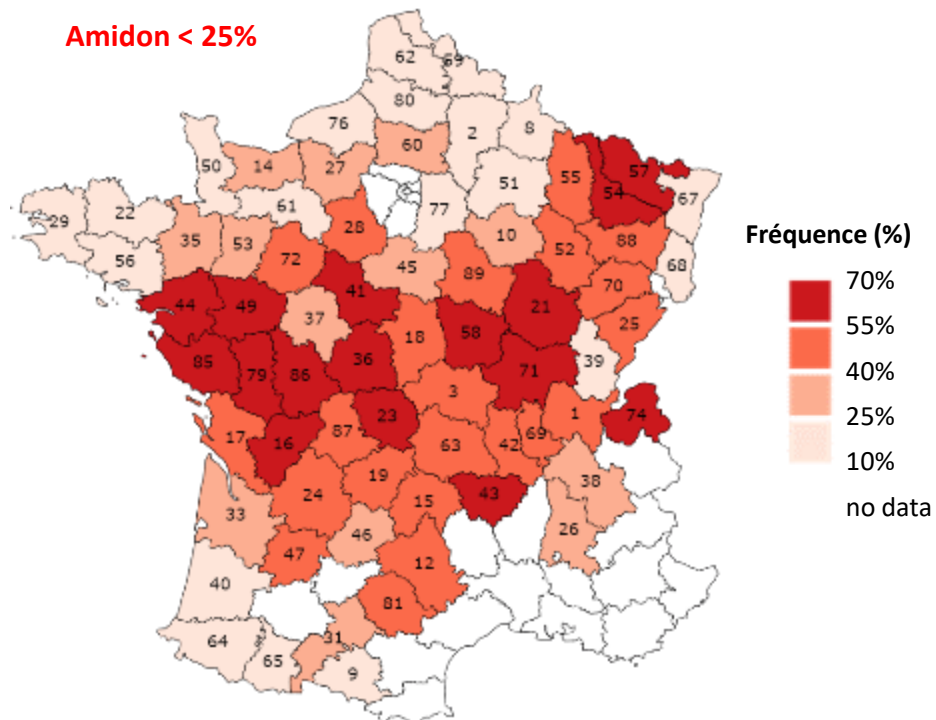 Amidon < 25%
62 59
80
76 2 8
60
50 14 27 55 57
51 54 67
61 77
29 22 28 10 88
35 53 52 68
56 72 45 89
70
44 49 41 21
37 58 25
18
85 79 86 36 71 39
3
23 1 74
17 16 87 63 42 69
24 19 43 38
33 15 26
46
47 12
40
81
64 65 31
9
Fréquence (%)
70%
55%
40%
25%
10%
no data